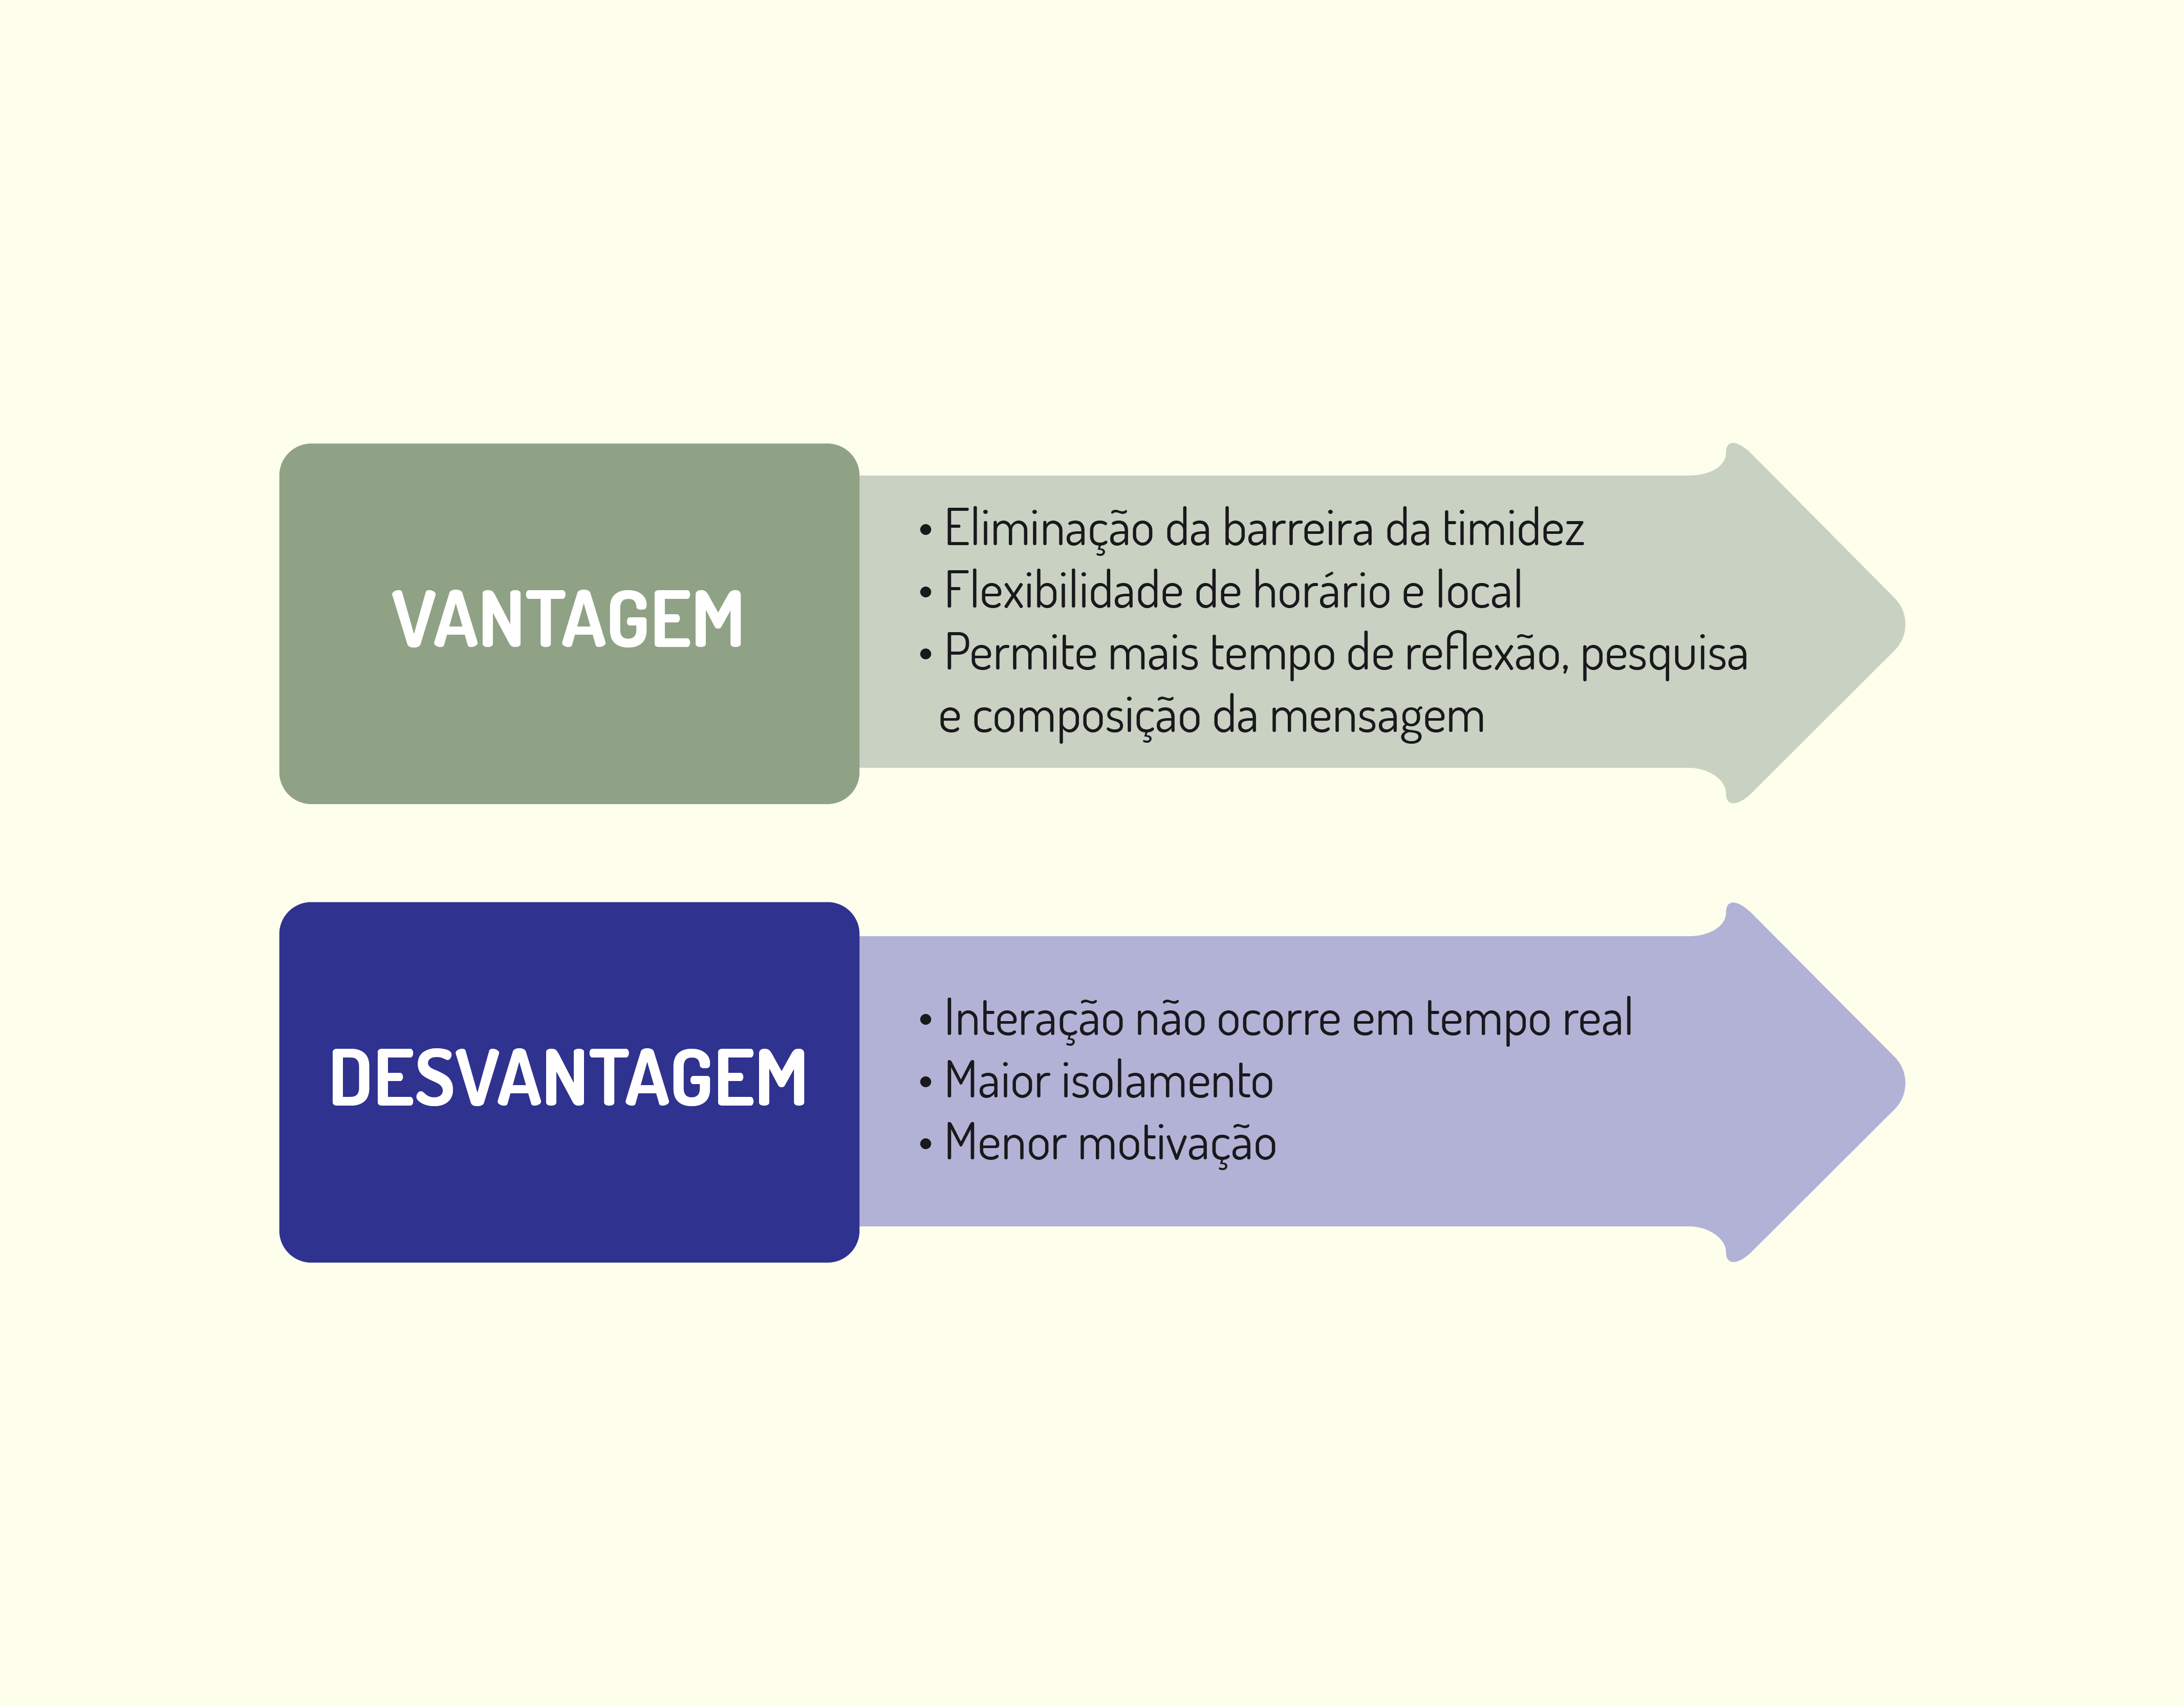 VANTAGEM
• Eliminação da barreira da timidez
• Flexibilidade de horário e local
• Permite mais tempo de reflexão, pesquisa
e composição da mensagem
DESVANTAGEM
• Interação não ocorre em tempo real
• Maior isolamento
• Menor motivação